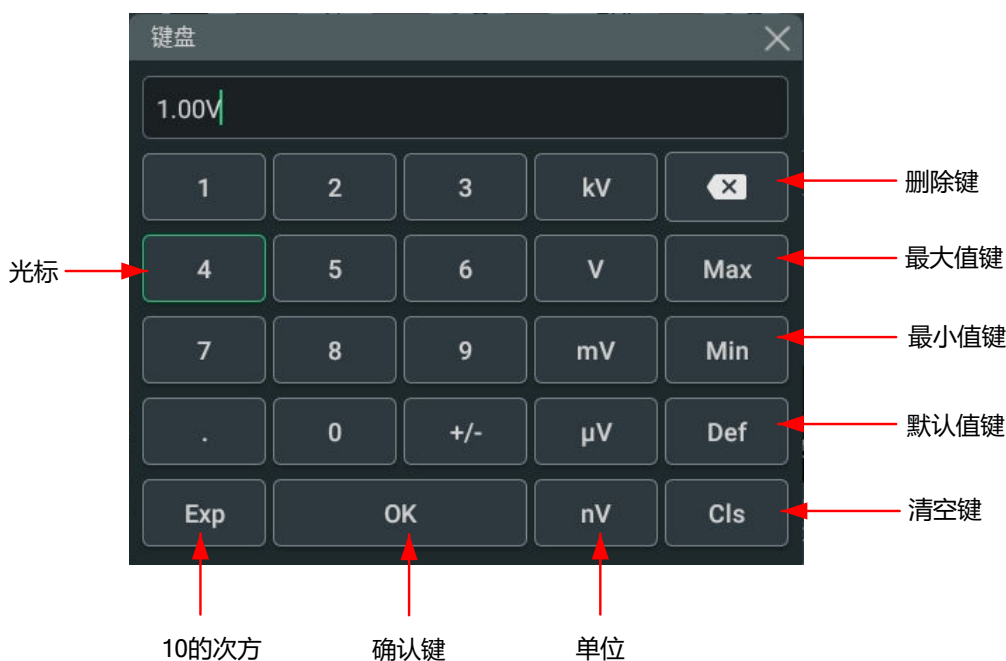 键盘
1.00V
1 2 3 kV 删除键
光标 4 5 6 V Max 最大值键
7 8 9 mV Min 最小值键
. 0 +/- µV Def 默认值键
Exp OK nV Cls 清空键
10的次方 确认键 单位